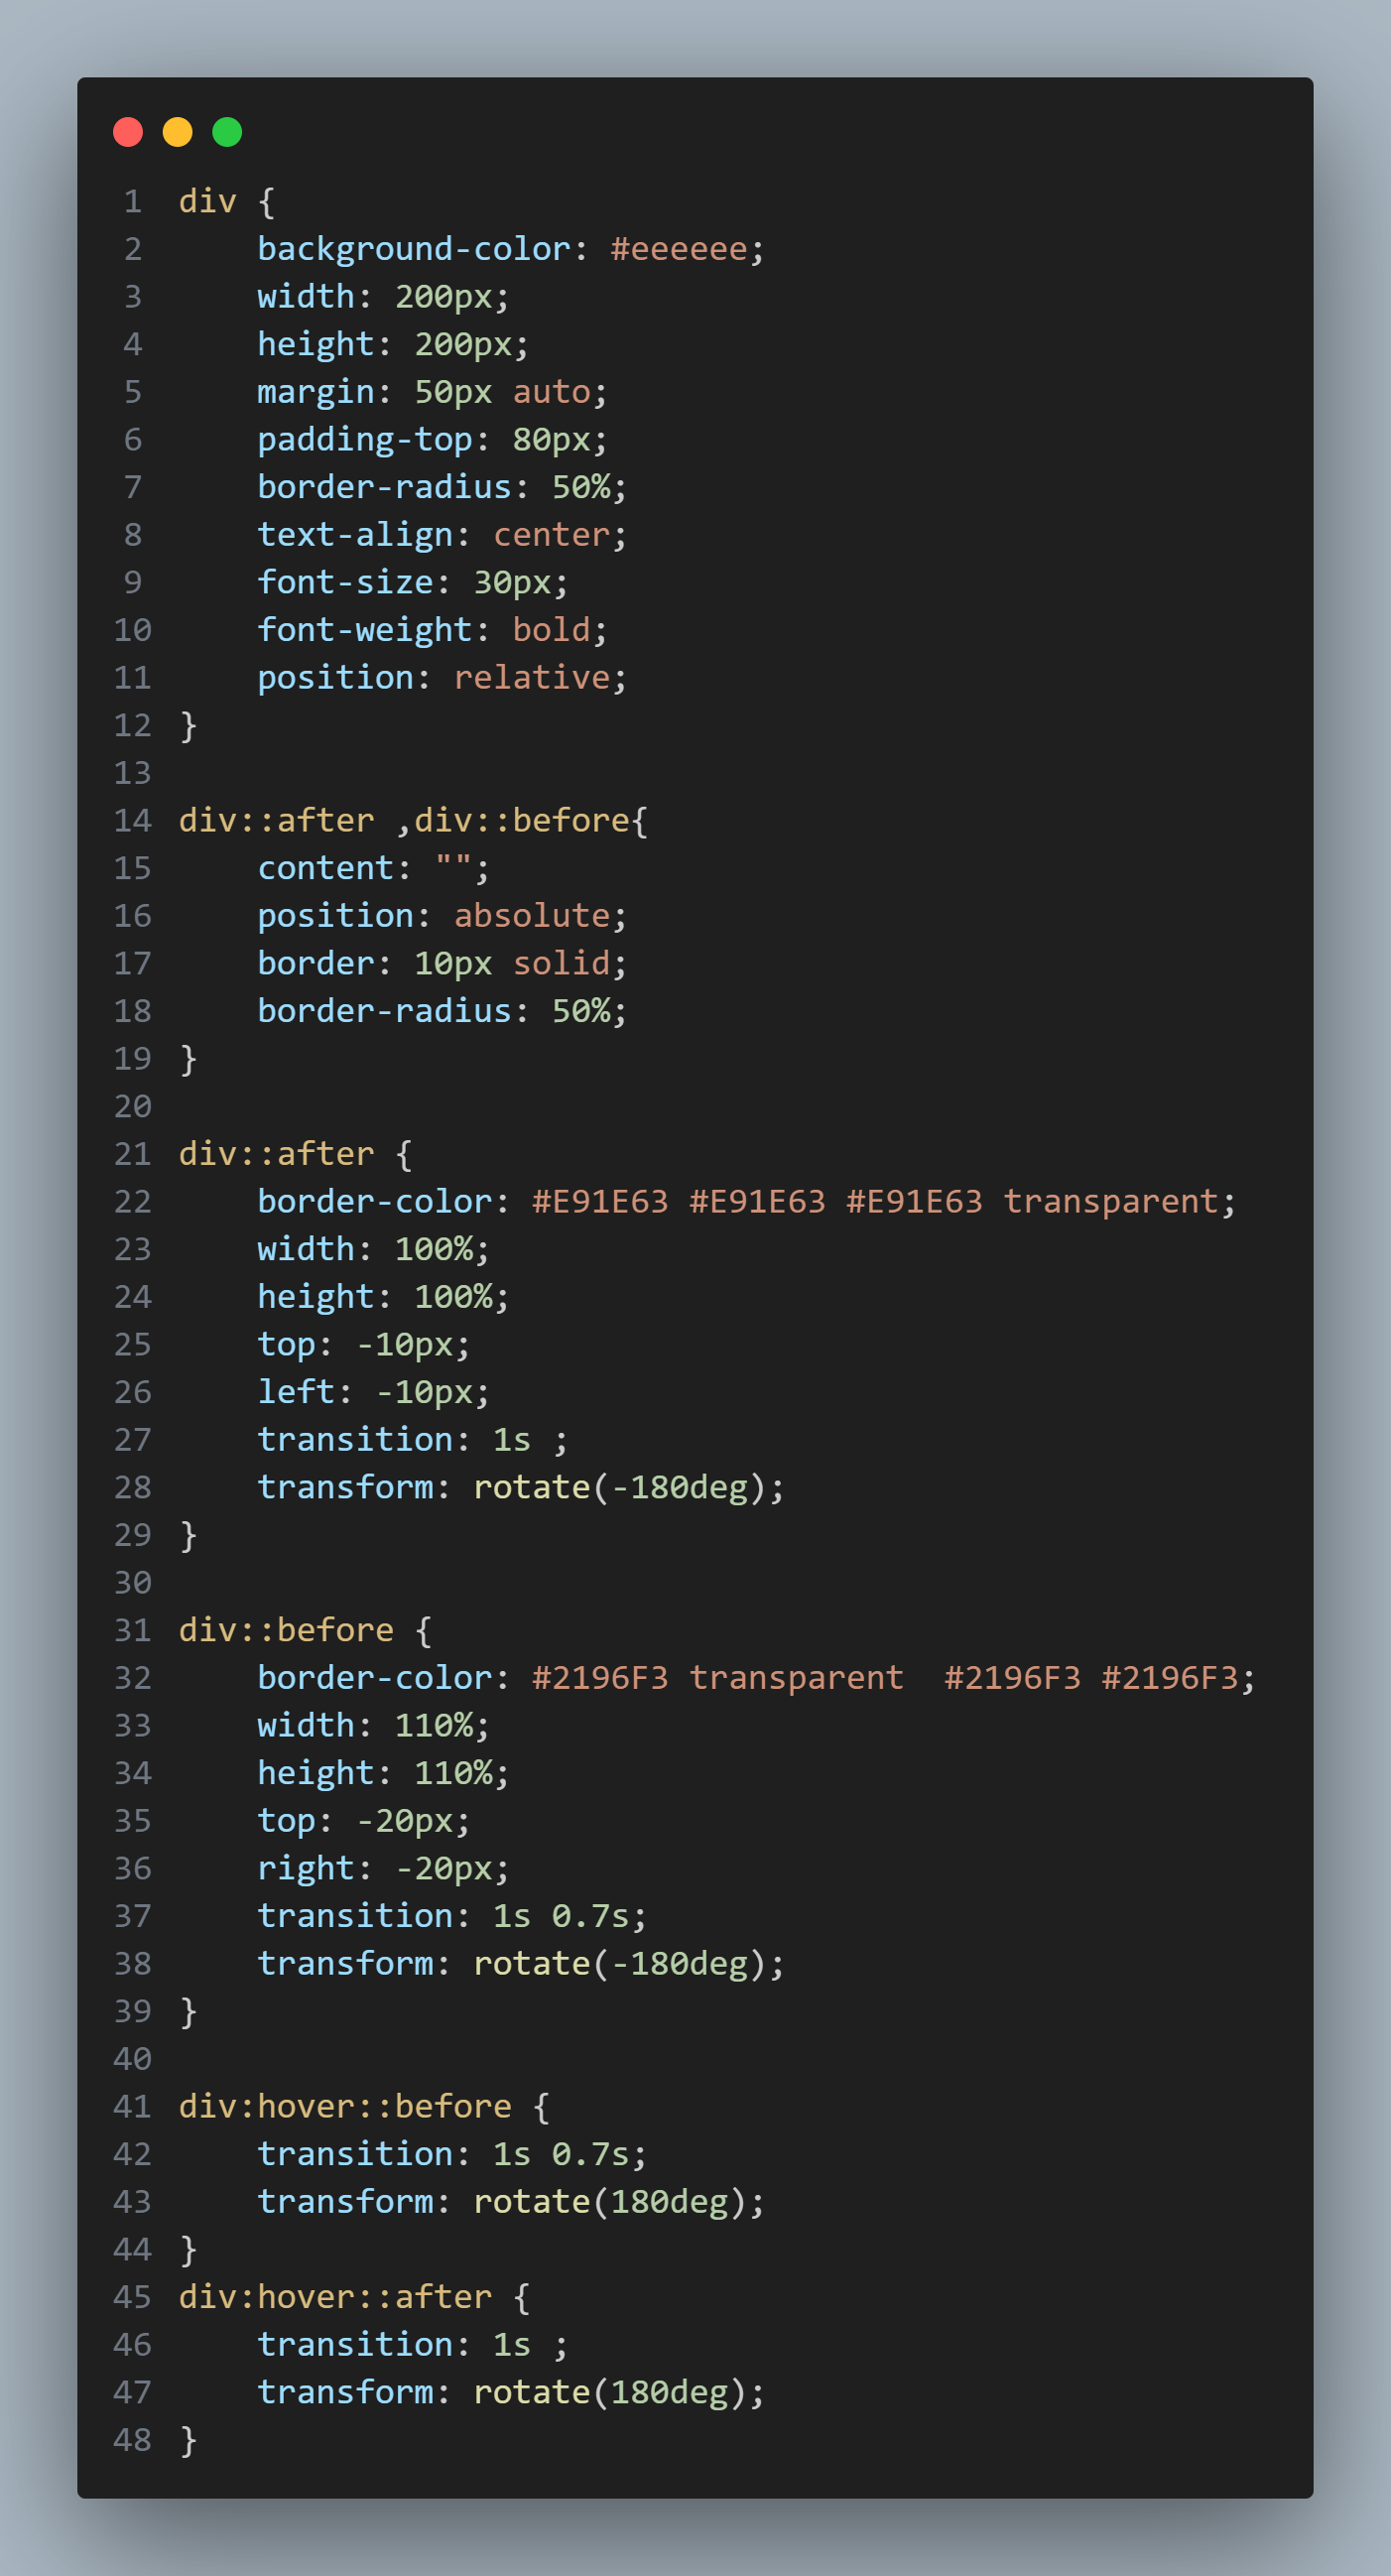 1 div {
2     background-color: #eeeeee;
3     width: 200px;
4     height: 200px;
5     margin: 50px auto;
6     padding-top: 80px;
7     border-radius: 50%;
8     text-align: center;
9     font-size: 30px;
10     font-weight: bold;
11     position: relative;
12 }
13
14 div::after ,div::before{
15     content: "";
16     position: absolute;
17     border: 10px solid;
18     border-radius: 50%;
19 }
20
21 div::after {
22     border-color: #E91E63 #E91E63 #E91E63 transparent;
23     width: 100%;
24     height: 100%;
25     top: -10px;
26     left: -10px;
27     transition: 1s ;
28     transform: rotate(-180deg);
29 }
30
31 div::before {
32     border-color: #2196F3 transparent  #2196F3 #2196F3;
33     width: 110%;
34     height: 110%;
35     top: -20px;
36     right: -20px;
37     transition: 1s 0.7s;
38     transform: rotate(-180deg);
39 }
40
41 div:hover::before {
42     transition: 1s 0.7s;
43     transform: rotate(180deg);
44 }
45 div:hover::after {
46     transition: 1s ;
47     transform: rotate(180deg);
48 }